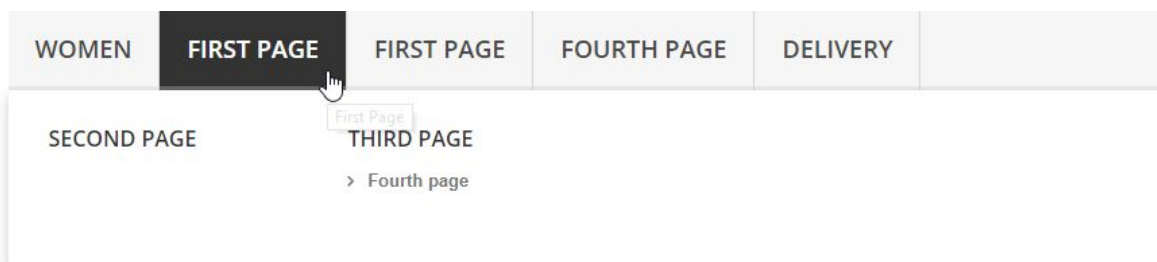 WOMEN FIRST PAGE FIRST PAGE FOURTH PAGE DELIVERY
First Page
SECOND PAGE THIRD PAGE
> Fourth page